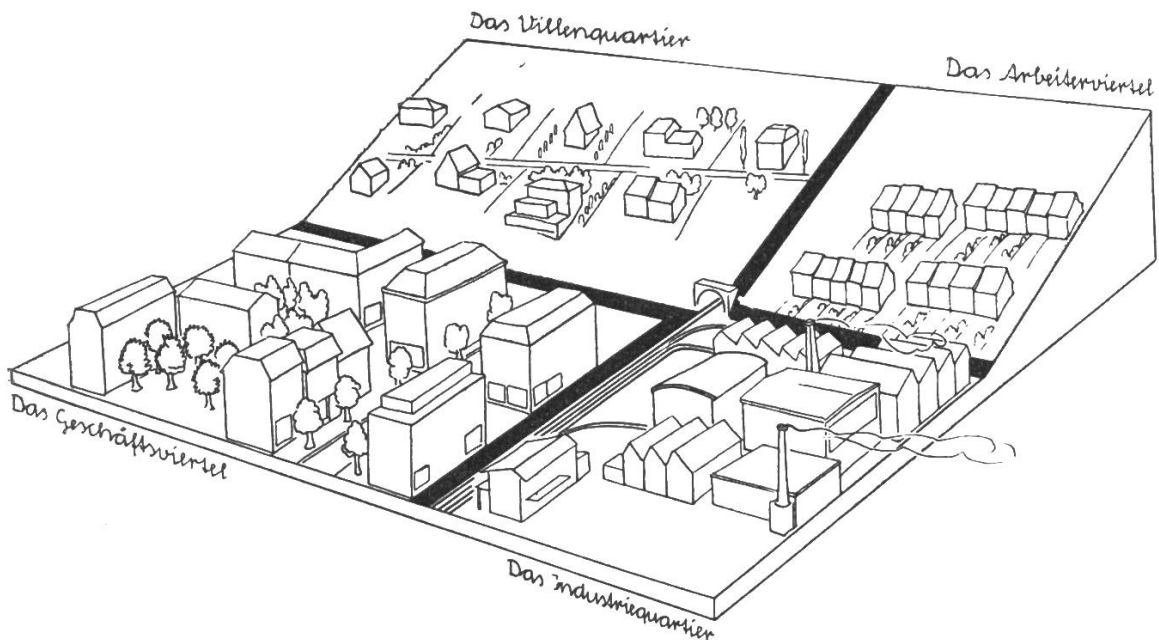 Das Villenquartier
Das Arbeiterviertel
Das Geschäftsviertel
Das Industriequartier